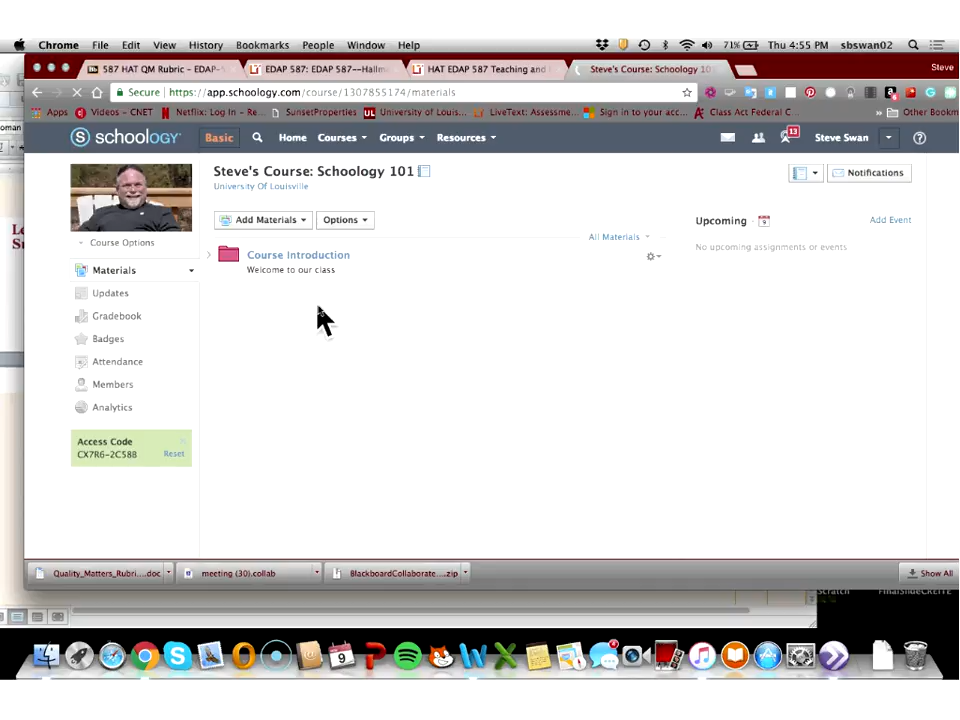 Chrome File Edit View History Bookmarks People Window Help 71% Thu 4:55 PM sbswan02
587 HAT QM Rubric – EDAP- EDAP 587: EDAP 587--Hallm HAT EDAP 587 Teaching and Steve's Course: Schoology 101 Steve
Secure https://app.schoology.com/course/1307855174/materials
Apps Videos – CNET Netflix: Log In – Re... SunsetProperties University of Louisvil... LiveText: Assessme... Sign in to your acc... Class Act Federal C... » Other Bookm
S schoology Basic Home Courses Groups Resources 13 Steve Swan
Steve's Course: Schoology 101
University Of Louisville
Notifications
Add Materials Options
Upcoming 9 Add Event
All Materials
No upcoming assignments or events
Course Options
Course Introduction
Welcome to our class
Materials
Updates
Gradebook
Badges
Attendance
Members
Analytics
Access Code
CX7R6-2C58B Reset
Quality_Matters_Rubri....doc meeting (30).collab BlackboardCollaborate....zip Show All
scratch FinalSlideCREITE